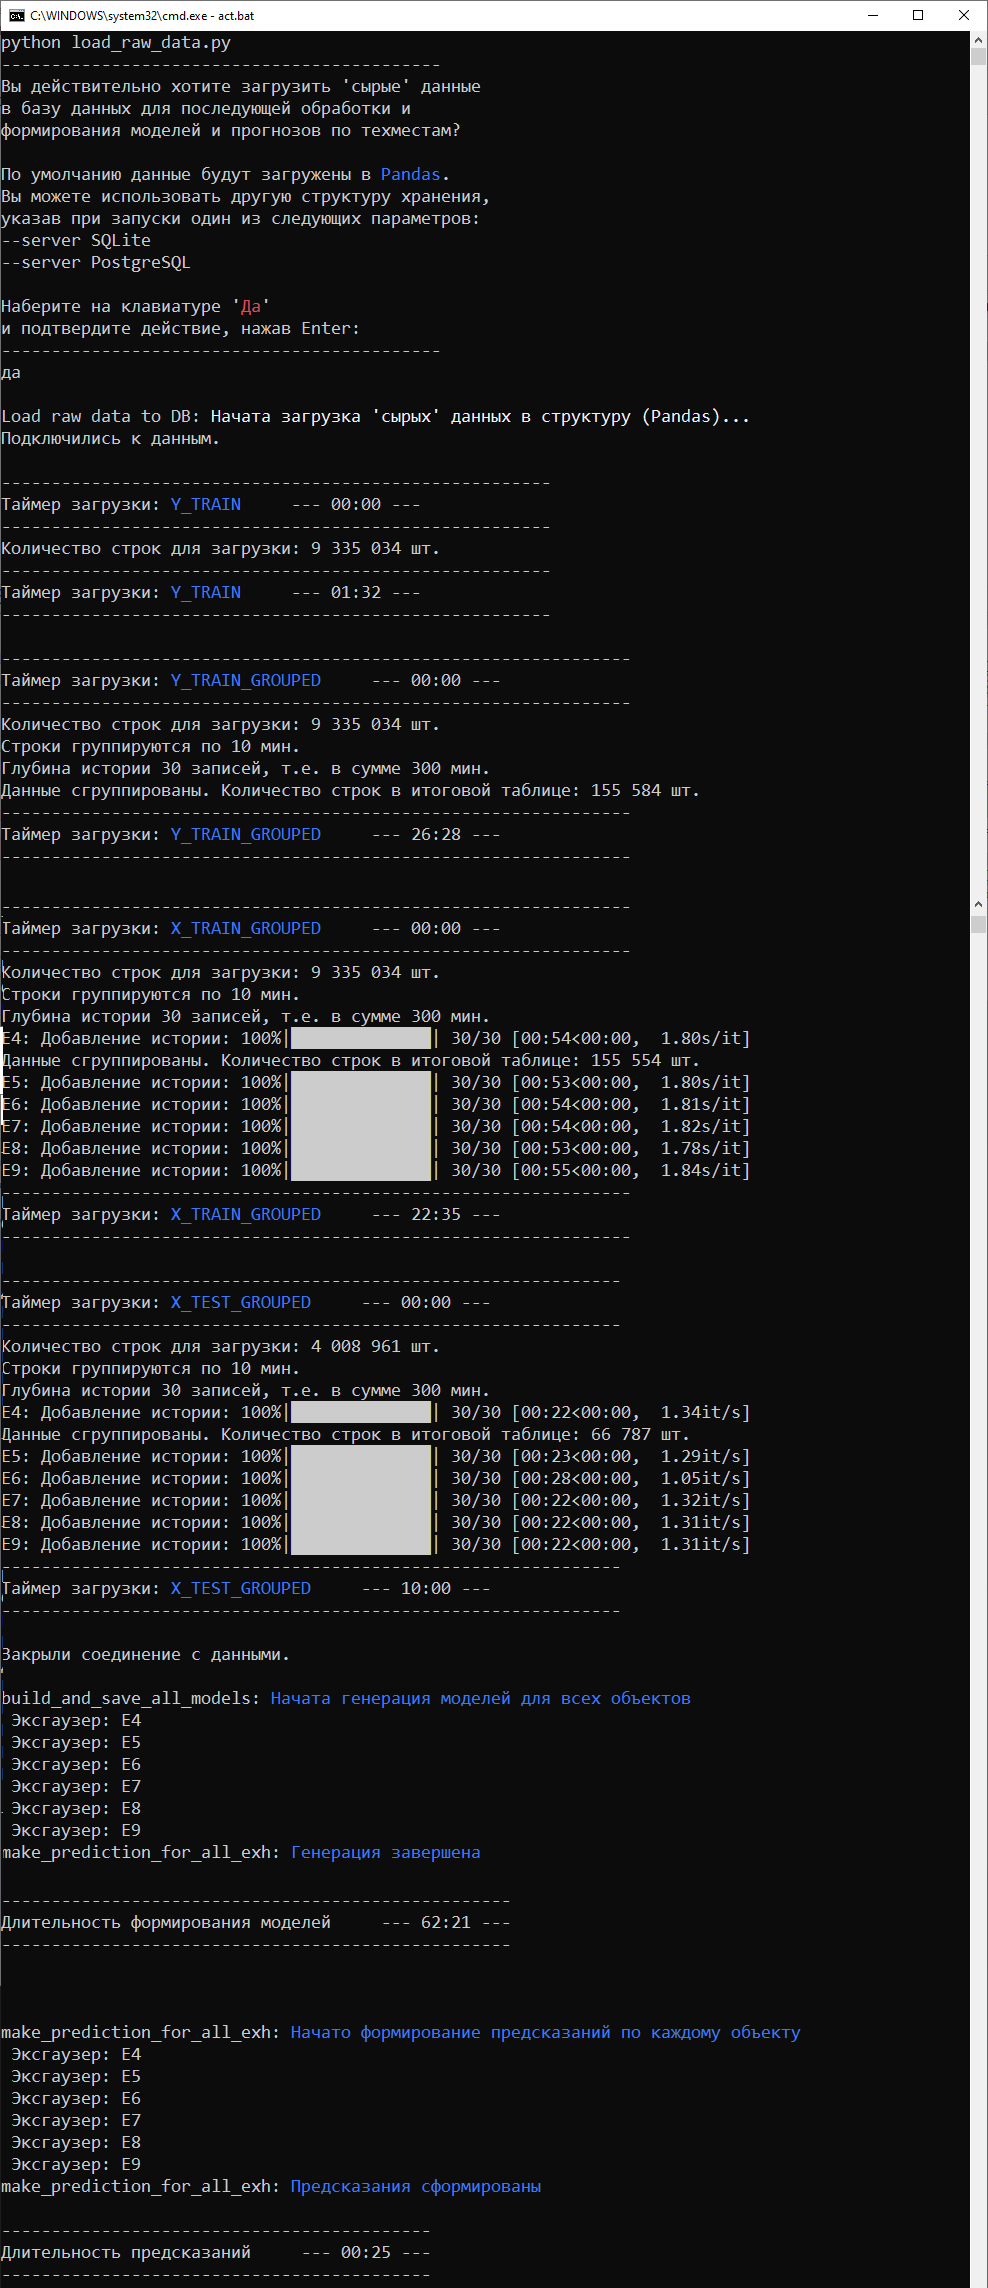 C:\WINDOWS\system32\cmd.exe - act.bat
python load_raw_data.py
--------------------------------------------
Вы действительно хотите загрузить 'сырые' данные
в базу данных для последующей обработки и
формирования моделей и прогнозов по техместам?
По умолчанию данные будут загружены в Pandas.
Вы можете использовать другую структуру хранения,
указав при запуски один из следующих параметров:
--server SQLite
--server PostgreSQL
Наберите на клавиатуре 'Да'
и подтвердите действие, нажав Enter:
--------------------------------------------
да
Load raw data to DB: Начата загрузка 'сырых' данных в структуру (Pandas)...
Подключились к данным.
-------------------------------------------------------
Таймер загрузки: Y_TRAIN     --- 00:00 ---
-------------------------------------------------------
Количество строк для загрузки: 9 335 034 шт.
-------------------------------------------------------
Таймер загрузки: Y_TRAIN     --- 01:32 ---
-------------------------------------------------------
---------------------------------------------------------------
Таймер загрузки: Y_TRAIN_GROUPED     --- 00:00 ---
---------------------------------------------------------------
Количество строк для загрузки: 9 335 034 шт.
Строки группируются по 10 мин.
Глубина истории 30 записей, т.е. в сумме 300 мин.
Данные сгруппированы. Количество строк в итоговой таблице: 155 584 шт.
---------------------------------------------------------------
Таймер загрузки: Y_TRAIN_GROUPED     --- 26:28 ---
---------------------------------------------------------------
---------------------------------------------------------------
Таймер загрузки: X_TRAIN_GROUPED     --- 00:00 ---
---------------------------------------------------------------
Количество строк для загрузки: 9 335 034 шт.
Строки группируются по 10 мин.
Глубина истории 30 записей, т.е. в сумме 300 мин.
E4: Добавление истории: 100%|██████████████| 30/30 [00:54<00:00,  1.80s/it]
Данные сгруппированы. Количество строк в итоговой таблице: 155 554 шт.
E5: Добавление истории: 100%|██████████████| 30/30 [00:53<00:00,  1.80s/it]
E6: Добавление истории: 100%|██████████████| 30/30 [00:54<00:00,  1.81s/it]
E7: Добавление истории: 100%|██████████████| 30/30 [00:54<00:00,  1.82s/it]
E8: Добавление истории: 100%|██████████████| 30/30 [00:53<00:00,  1.78s/it]
E9: Добавление истории: 100%|██████████████| 30/30 [00:55<00:00,  1.84s/it]
---------------------------------------------------------------
Таймер загрузки: X_TRAIN_GROUPED     --- 22:35 ---
---------------------------------------------------------------
--------------------------------------------------------------
Таймер загрузки: X_TEST_GROUPED     --- 00:00 ---
--------------------------------------------------------------
Количество строк для загрузки: 4 008 961 шт.
Строки группируются по 10 мин.
Глубина истории 30 записей, т.е. в сумме 300 мин.
E4: Добавление истории: 100%|██████████████| 30/30 [00:22<00:00,  1.34it/s]
Данные сгруппированы. Количество строк в итоговой таблице: 66 787 шт.
E5: Добавление истории: 100%|██████████████| 30/30 [00:23<00:00,  1.29it/s]
E6: Добавление истории: 100%|██████████████| 30/30 [00:28<00:00,  1.05it/s]
E7: Добавление истории: 100%|██████████████| 30/30 [00:22<00:00,  1.32it/s]
E8: Добавление истории: 100%|██████████████| 30/30 [00:22<00:00,  1.31it/s]
E9: Добавление истории: 100%|██████████████| 30/30 [00:22<00:00,  1.31it/s]
--------------------------------------------------------------
Таймер загрузки: X_TEST_GROUPED     --- 10:00 ---
--------------------------------------------------------------
Закрыли соединение с данными.
build_and_save_all_models: Начата генерация моделей для всех объектов
Эксгаузер: E4
Эксгаузер: E5
Эксгаузер: E6
Эксгаузер: E7
Эксгаузер: E8
Эксгаузер: E9
make_prediction_for_all_exh: Генерация завершена
---------------------------------------------------
Длительность формирования моделей     --- 62:21 ---
---------------------------------------------------
make_prediction_for_all_exh: Начато формирование предсказаний по каждому объекту
Эксгаузер: E4
Эксгаузер: E5
Эксгаузер: E6
Эксгаузер: E7
Эксгаузер: E8
Эксгаузер: E9
make_prediction_for_all_exh: Предсказания сформированы
-------------------------------------------
Длительность предсказаний     --- 00:25 ---
-------------------------------------------